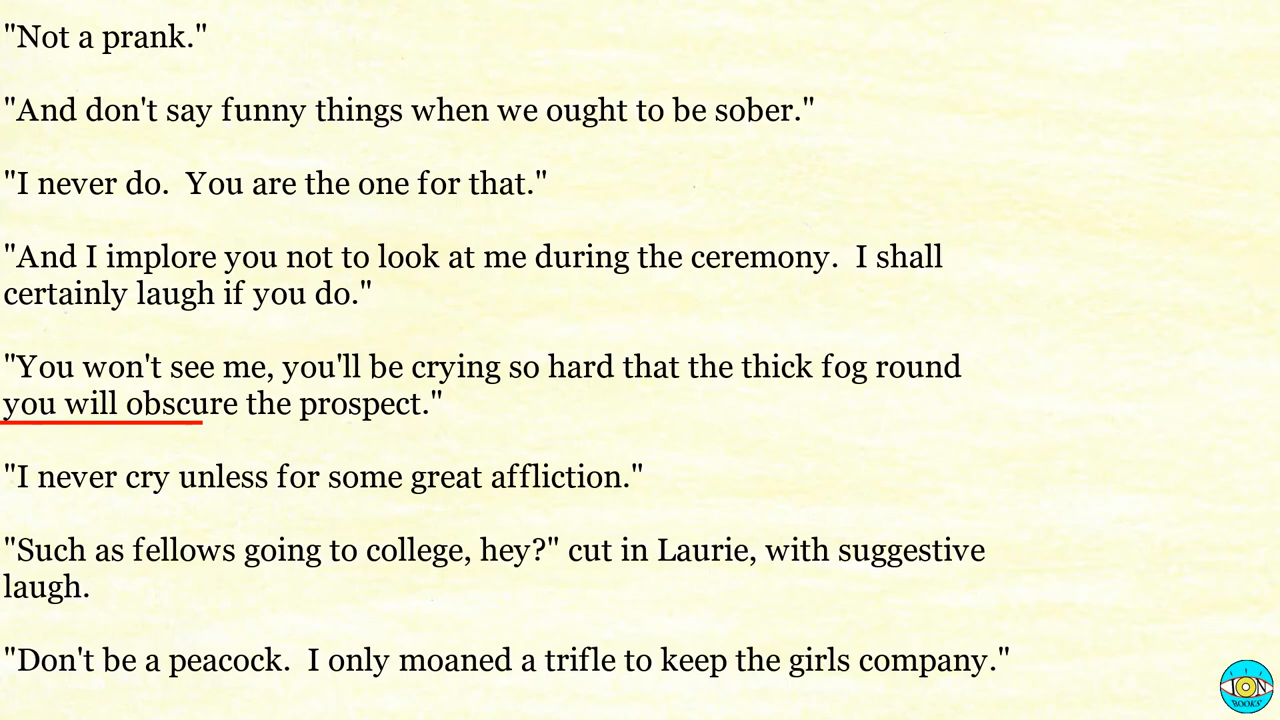 "Not a prank."
"And don't say funny things when we ought to be sober."
"I never do.  You are the one for that."
"And I implore you not to look at me during the ceremony.  I shall
certainly laugh if you do."
"You won't see me, you'll be crying so hard that the thick fog round
you will obscure the prospect."
"I never cry unless for some great affliction."
"Such as fellows going to college, hey?" cut in Laurie, with suggestive
laugh.
"Don't be a peacock.  I only moaned a trifle to keep the girls company."
ION
BOOKS